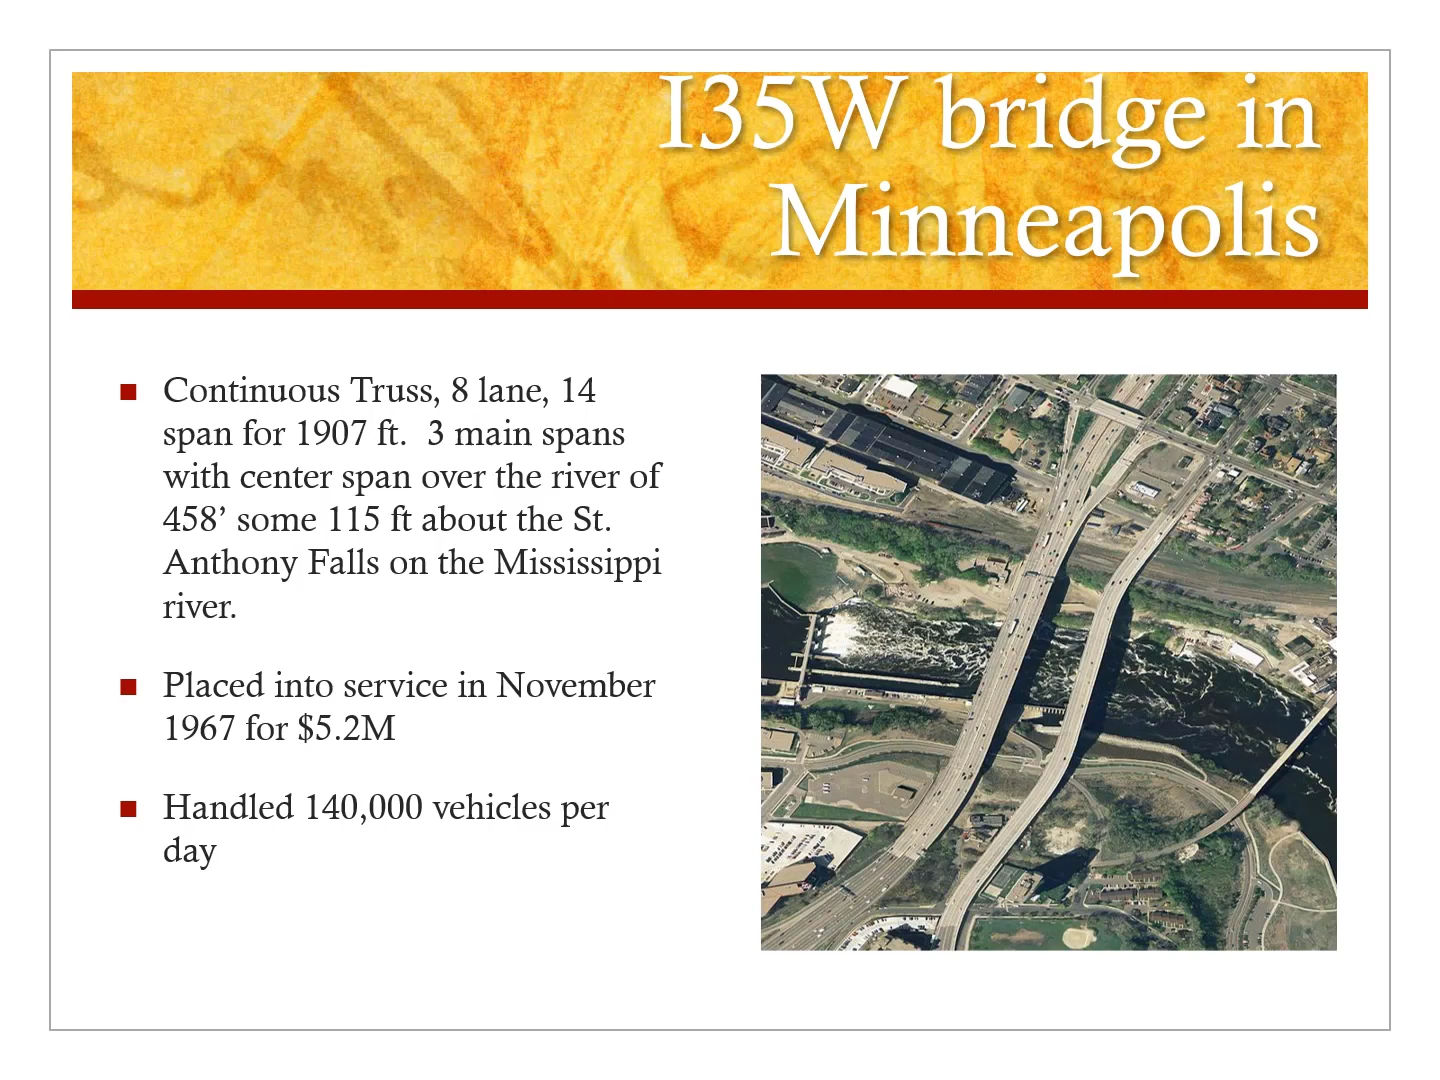 I35W bridge in
Minneapolis
Continuous Truss, 8 lane, 14
span for 1907 ft.  3 main spans
with center span over the river of
458’ some 115 ft about the St.
Anthony Falls on the Mississippi
river.
Placed into service in November
1967 for $5.2M
Handled 140,000 vehicles per
day